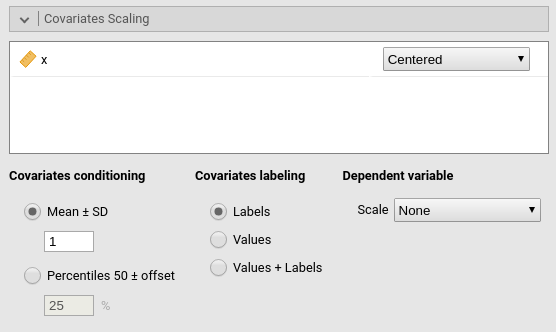 Covariates Scaling
x Centered
Covariates conditioning Covariates labeling Dependent variable
Mean ± SD Labels Scale None
1 Values
Percentiles 50 ± offset Values + Labels
25 %